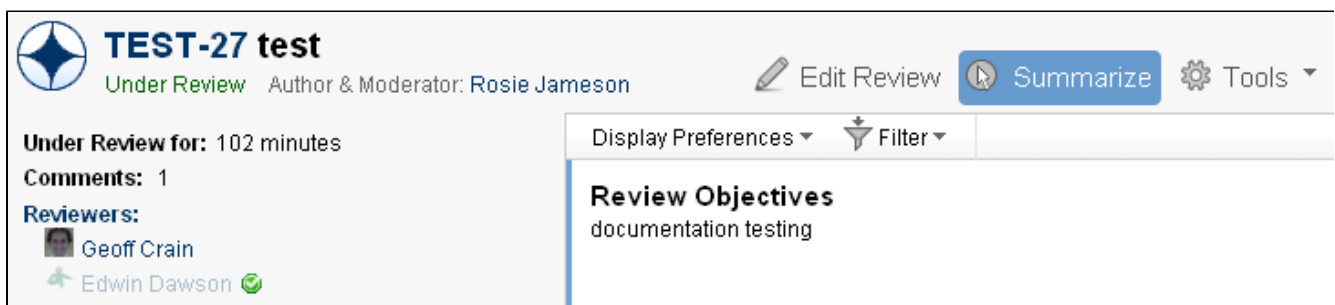 TEST-27 test
Under Review Author & Moderator: Rosie Jameson
Edit Review Summarize Tools
Under Review for: 102 minutes
Comments: 1
Reviewers:
Geoff Crain
Edwin Dawson
Display Preferences Filter
Review Objectives
documentation testing